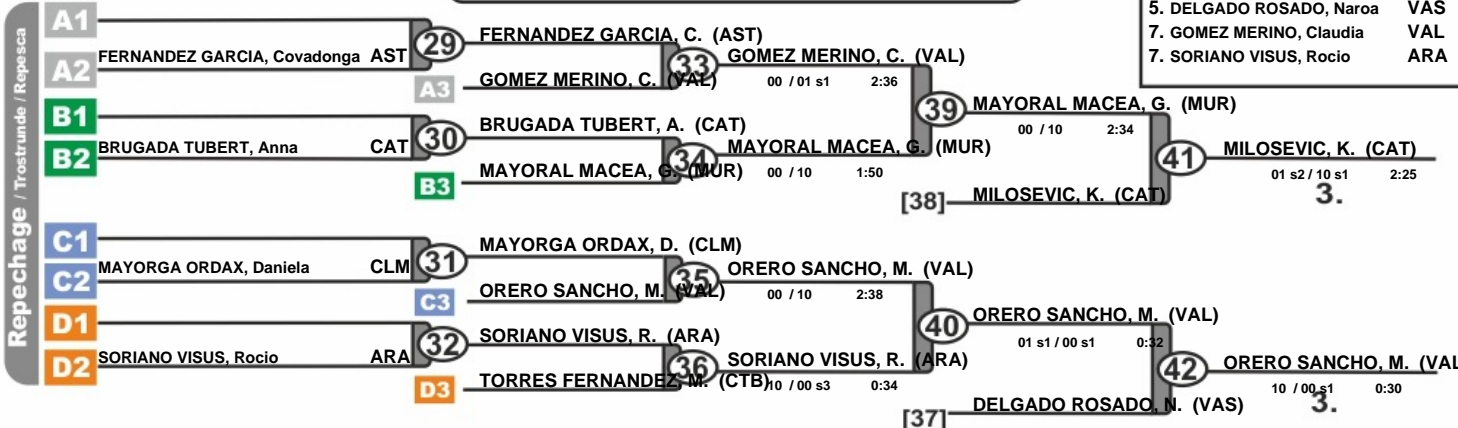 5. DELGADO ROSADO, Naroa VAS
7. GOMEZ MERINO, Claudia VAL
7. SORIANO VISUS, Rocio ARA
Repechage / Trostrunde / Repesca
A1
FERNANDEZ GARCIA, Covadonga AST
A2
29
FERNANDEZ GARCIA, C. (AST)
A3
GOMEZ MERINO, C. (VAL)
33
GOMEZ MERINO, C. (VAL)
00 / 01 s1 2:36
B1
BRUGADA TUBERT, Anna CAT
B2
30
BRUGADA TUBERT, A. (CAT)
B3
MAYORAL MACEA, G. (MUR)
34
MAYORAL MACEA, G. (MUR)
00 / 10 1:50
39
MAYORAL MACEA, G. (MUR)
00 / 10 2:34
[38]
MILOSEVIC, K. (CAT)
41
MILOSEVIC, K. (CAT)
01 s2 / 10 s1 2:25
3.
C1
MAYORGA ORDAX, Daniela CLM
C2
31
MAYORGA ORDAX, D. (CLM)
C3
ORERO SANCHO, M. (VAL)
35
ORERO SANCHO, M. (VAL)
00 / 10 2:38
D1
SORIANO VISUS, Rocio ARA
D2
32
SORIANO VISUS, R. (ARA)
D3
TORRES FERNANDEZ, M. (CTB)
36
SORIANO VISUS, R. (ARA)
10 / 00 s3 0:34
40
ORERO SANCHO, M. (VAL)
01 s1 / 00 s1 0:32
[37]
DELGADO ROSADO, N. (VAS)
42
ORERO SANCHO, M. (VAL
10 / 00 s1 0:30
3.